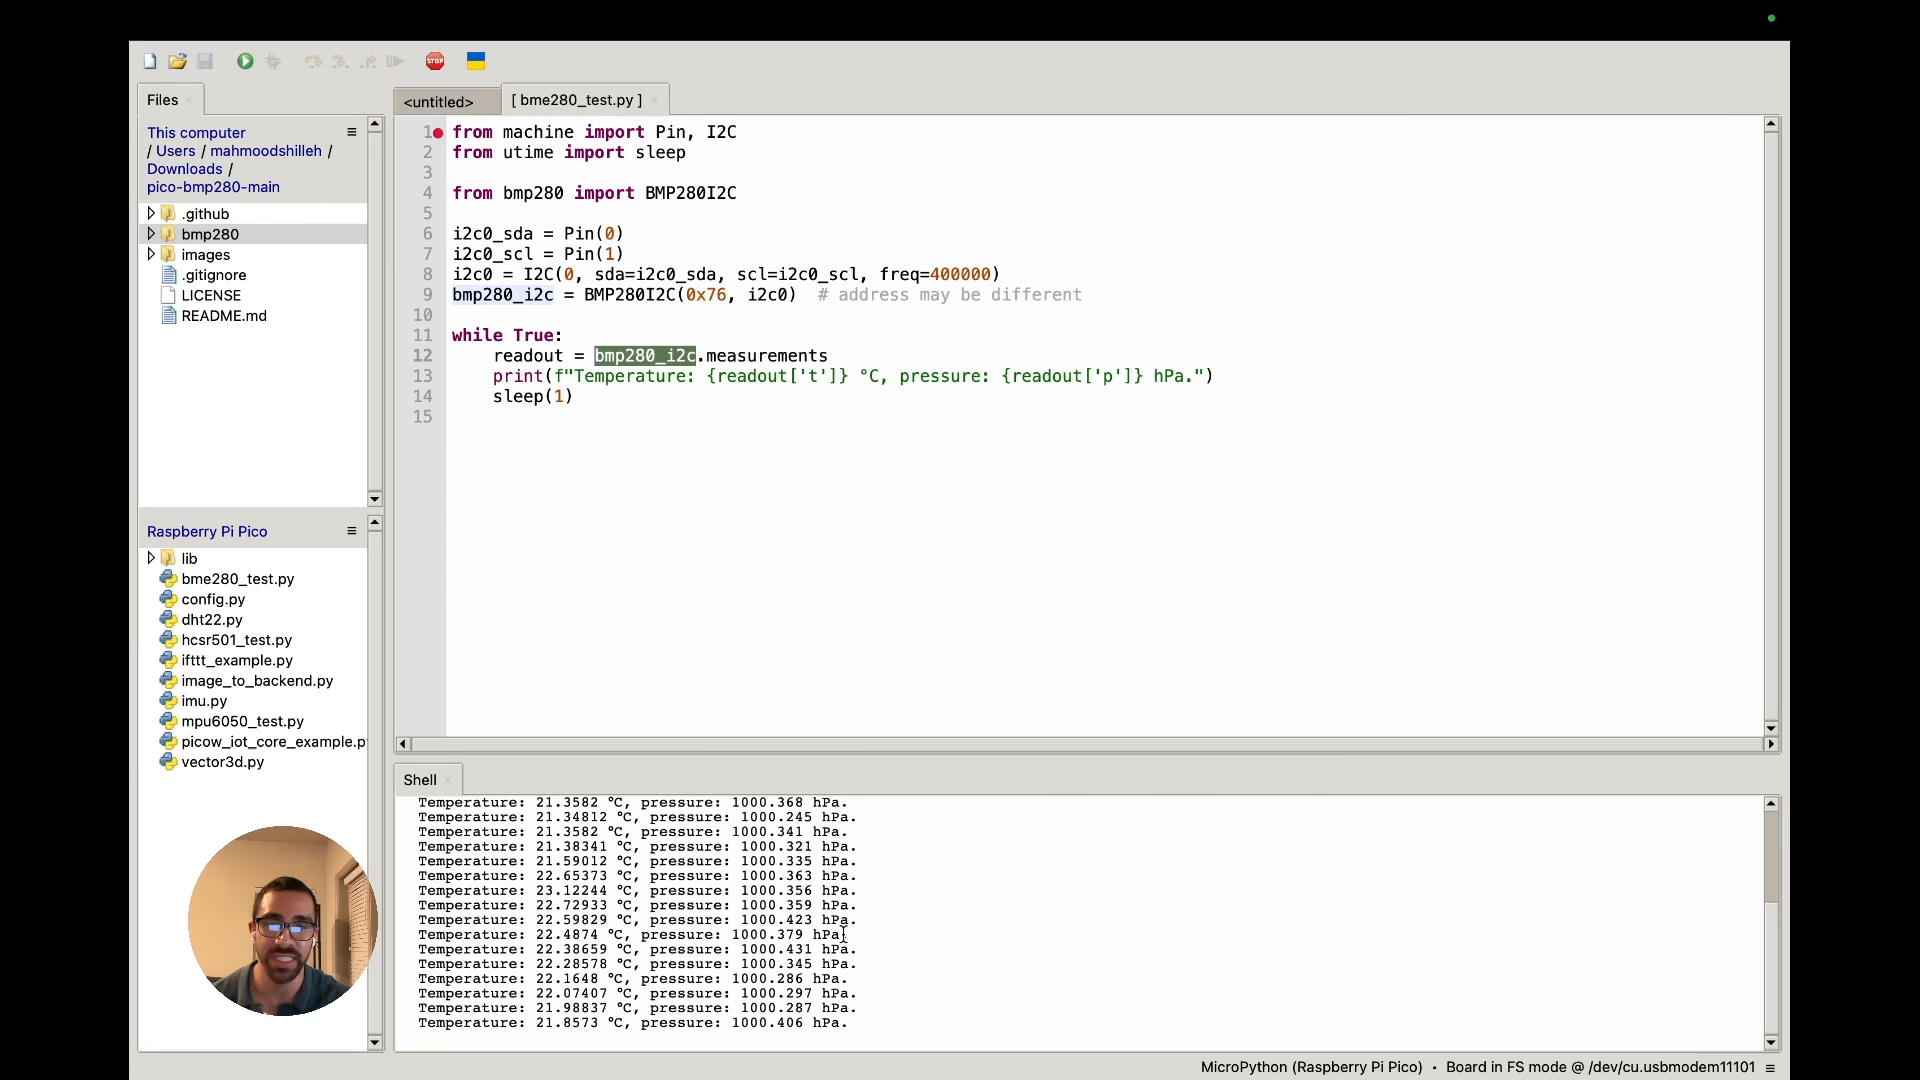 STOP
Files
<untitled>
[ bme280_test.py ]
This computer
/ Users / mahmoodshilleh /
Downloads /
pico-bmp280-main
.github
bmp280
images
.gitignore
LICENSE
README.md
1 from machine import Pin, I2C
2 from utime import sleep
3
4 from bmp280 import BMP280I2C
5
6 i2c0_sda = Pin(0)
7 i2c0_scl = Pin(1)
8 i2c0 = I2C(0, sda=i2c0_sda, scl=i2c0_scl, freq=400000)
9 bmp280_i2c = BMP280I2C(0x76, i2c0)  # address may be different
10
11 while True:
12     readout = bmp280_i2c.measurements
13     print(f"Temperature: {readout['t']} °C, pressure: {readout['p']} hPa.")
14     sleep(1)
15
Raspberry Pi Pico
lib
bme280_test.py
config.py
dht22.py
hcsr501_test.py
ifttt_example.py
image_to_backend.py
imu.py
mpu6050_test.py
picow_iot_core_example.p
vector3d.py
Shell
Temperature: 21.3582 °C, pressure: 1000.368 hPa.
Temperature: 21.34812 °C, pressure: 1000.245 hPa.
Temperature: 21.3582 °C, pressure: 1000.341 hPa.
Temperature: 21.38341 °C, pressure: 1000.321 hPa.
Temperature: 21.59012 °C, pressure: 1000.335 hPa.
Temperature: 22.65373 °C, pressure: 1000.363 hPa.
Temperature: 23.12244 °C, pressure: 1000.356 hPa.
Temperature: 22.72933 °C, pressure: 1000.359 hPa.
Temperature: 22.59829 °C, pressure: 1000.423 hPa.
Temperature: 22.4874 °C, pressure: 1000.379 hPa.
Temperature: 22.38659 °C, pressure: 1000.431 hPa.
Temperature: 22.28578 °C, pressure: 1000.345 hPa.
Temperature: 22.1648 °C, pressure: 1000.286 hPa.
Temperature: 22.07407 °C, pressure: 1000.297 hPa.
Temperature: 21.98837 °C, pressure: 1000.287 hPa.
Temperature: 21.8573 °C, pressure: 1000.406 hPa.
MicroPython (Raspberry Pi Pico) • Board in FS mode @ /dev/cu.usbmodem11101